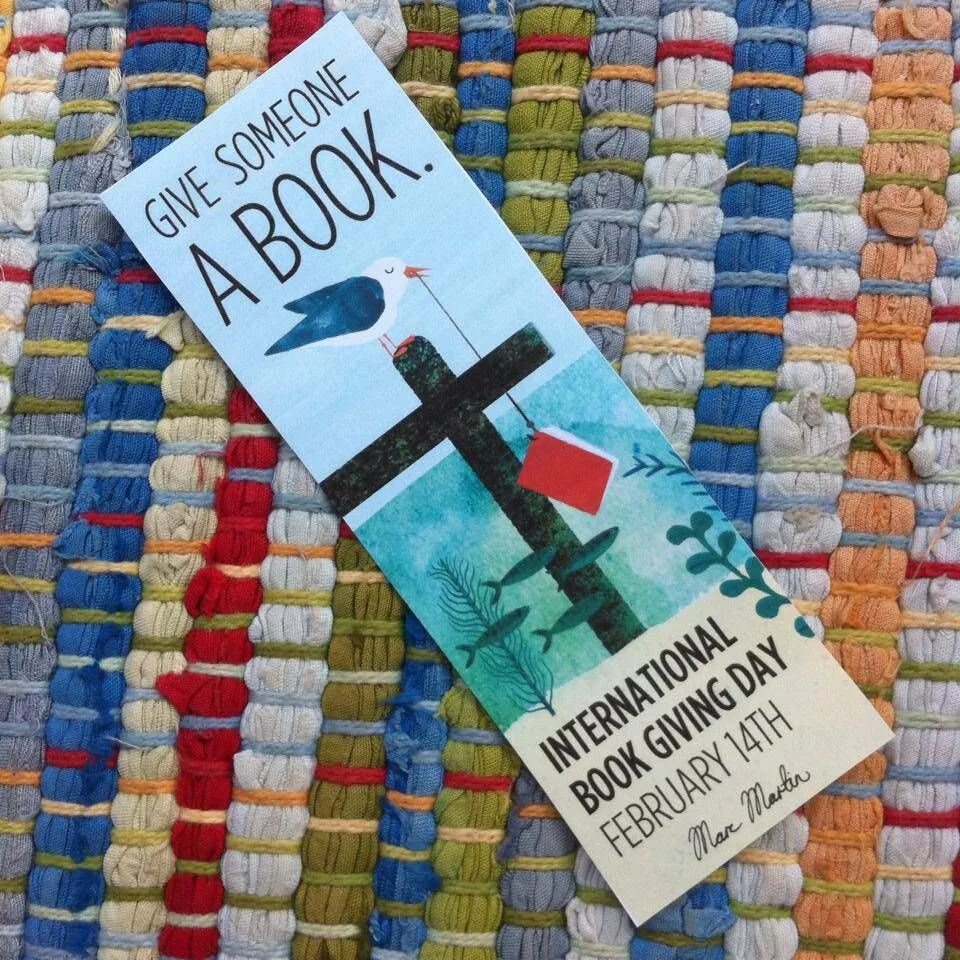 GIVE SOMEONE
A BOOK.
INTERNATIONAL
BOOK GIVING DAY
FEBRUARY 14TH
Marc Martin